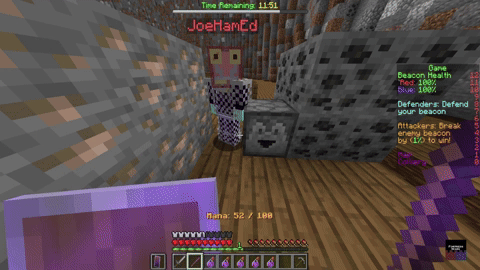 Time Remaining: 11:51
JoeHamEd
Game
Beacon Health
Red: 100%
Blue: 100%
Defenders: Defend
your beacon
Attackers: Break
enemy beacon
by (1%) to win!
Mana: 52 / 100